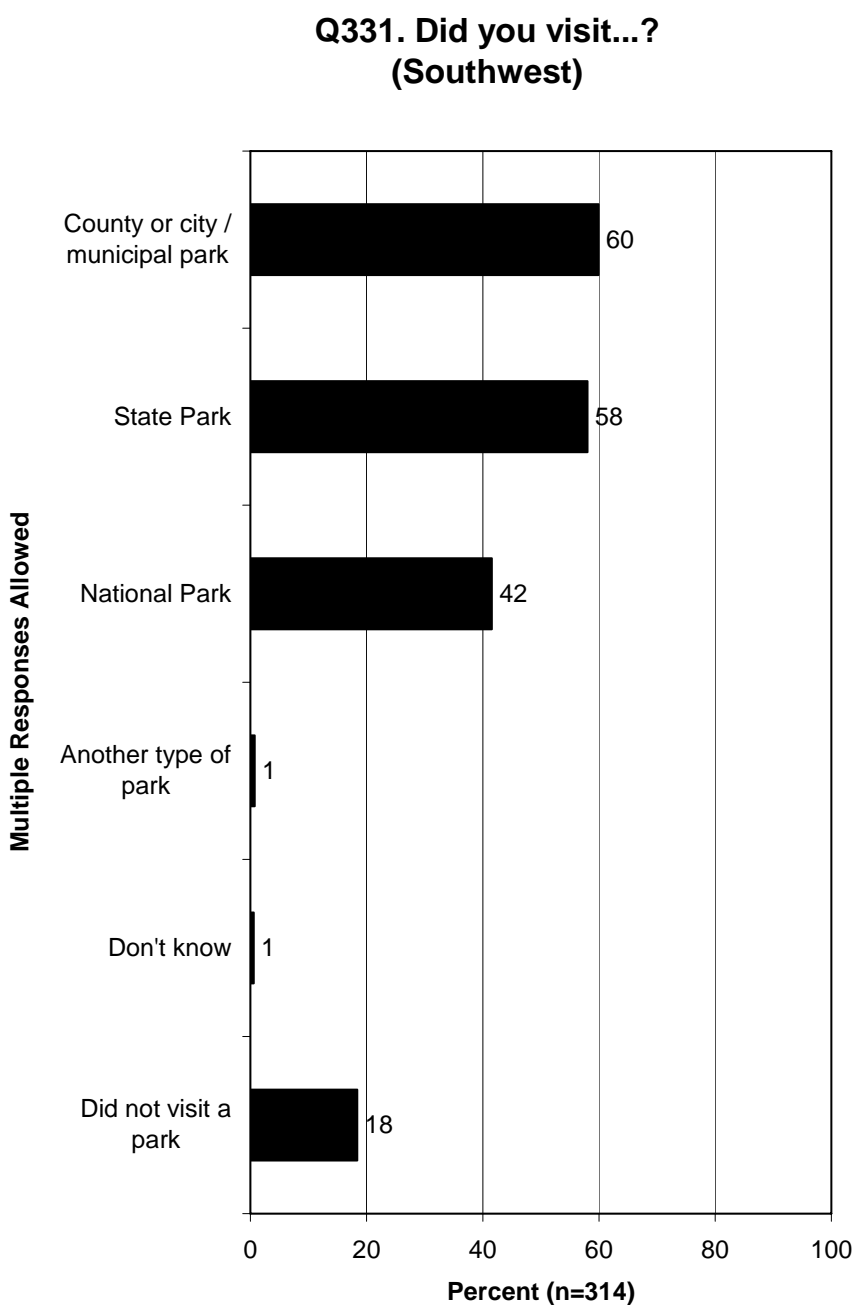 Q331. Did you visit...?
(Southwest)
Multiple Responses Allowed
County or city /
municipal park
60
State Park
58
National Park
42
Another type of
park
1
Don't know
1
Did not visit a
park
18
0 20 40 60 80 100
Percent (n=314)